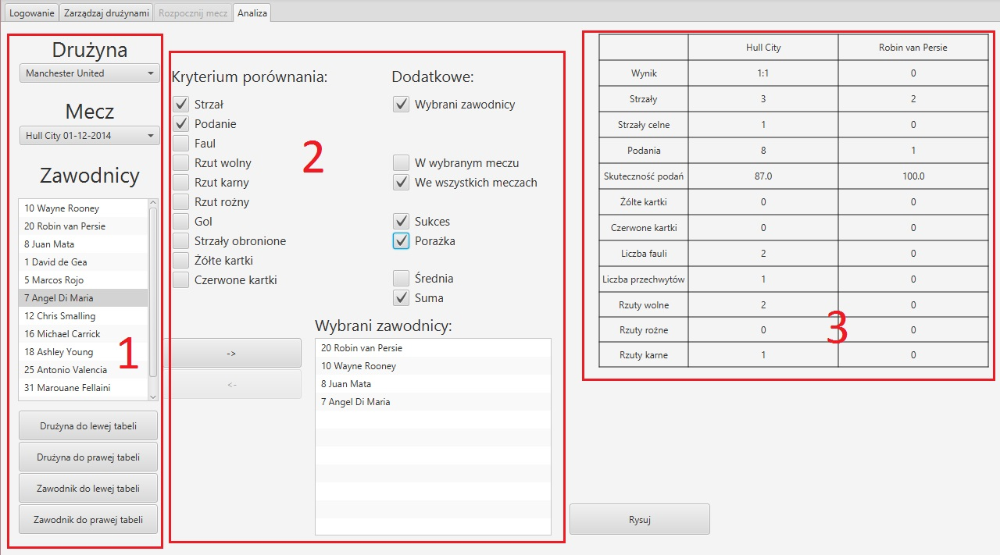 Logowanie Zarządzaj drużynami Rozpocznij mecz Analiza
Drużyna
Manchester United
Mecz
Hull City 01-12-2014
Zawodnicy
10 Wayne Rooney
20 Robin van Persie
8 Juan Mata
1 David de Gea
5 Marcos Rojo
7 Angel Di Maria
12 Chris Smalling
16 Michael Carrick
18 Ashley Young
25 Antonio Valencia
31 Marouane Fellaini
1
Drużyna do lewej tabeli
Drużyna do prawej tabeli
Zawodnik do lewej tabeli
Zawodnik do prawej tabeli
Kryterium porównania:
Strzał
Podanie
Faul
Rzut wolny
Rzut karny
Rzut rożny
Gol
Strzały obronione
Żółte kartki
Czerwone kartki
2
Dodatkowe:
Wybrani zawodnicy
W wybranym meczu
We wszystkich meczach
Sukces
Porażka
Średnia
Suma
->
<-
Wybrani zawodnicy:
20 Robin van Persie
10 Wayne Rooney
8 Juan Mata
7 Angel Di Maria
Hull City Robin van Persie
Wynik 1:1 0
Strzały 3 2
Strzały celne 1 0
Podania 8 1
Skuteczność podań 87.0 100.0
Żółte kartki 0 0
Czerwone kartki 0 0
Liczba fauli 2 0
Liczba przechwytów 1 0
Rzuty wolne 2 0
Rzuty rożne 0 0
Rzuty karne 1 0
3
Rysuj